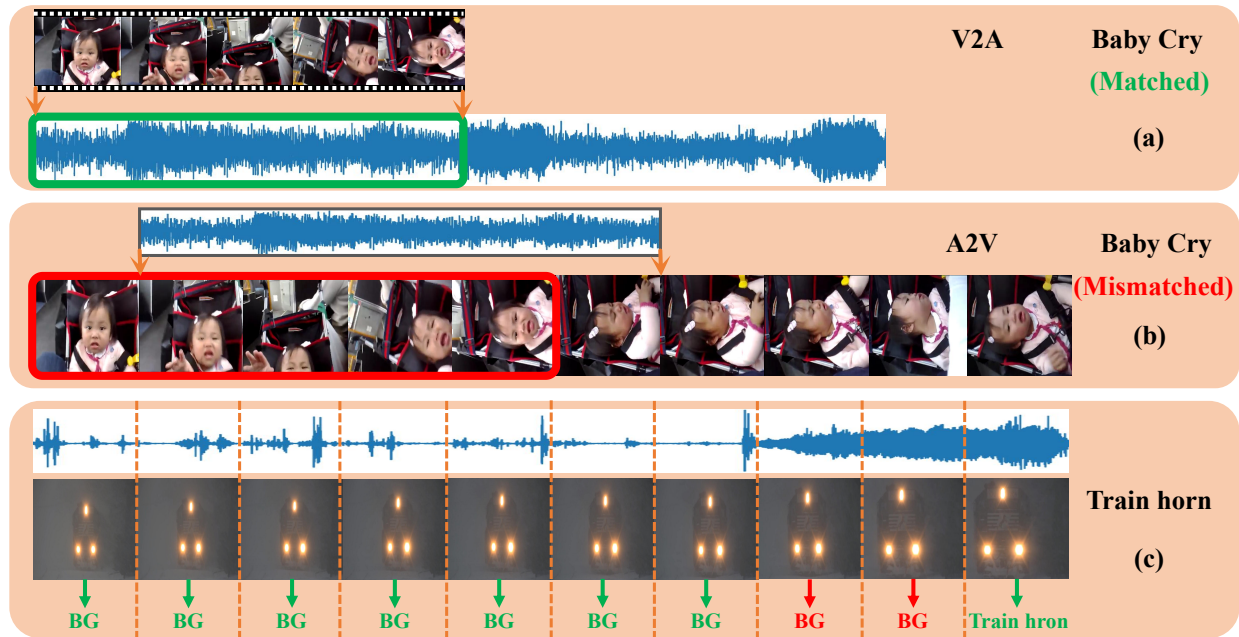 V2A Baby Cry
(Matched)
(a)
A2V Baby Cry
(Mismatched)
(b)
Train horn
(c)
BG BG BG BG BG BG BG BG BG Train hron